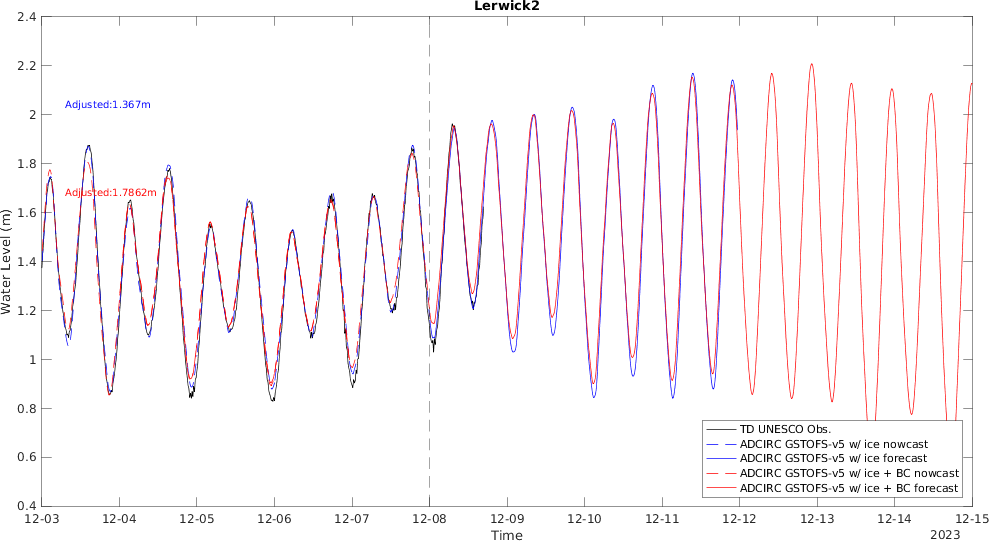 Lerwick2
2.4
2.2
2
1.8
1.6
1.4
1.2
1
0.8
0.6
0.4
Water Level (m)
Adjusted:1.367m
Adjusted:1.7862m
TD UNESCO Obs.
ADCIRC GSTOFS-v5 w/ ice nowcast
ADCIRC GSTOFS-v5 w/ ice forecast
ADCIRC GSTOFS-v5 w/ ice + BC nowcast
ADCIRC GSTOFS-v5 w/ ice + BC forecast
12-03 12-04 12-05 12-06 12-07 12-08 12-09 12-10 12-11 12-12 12-13 12-14 12-15
Time
2023